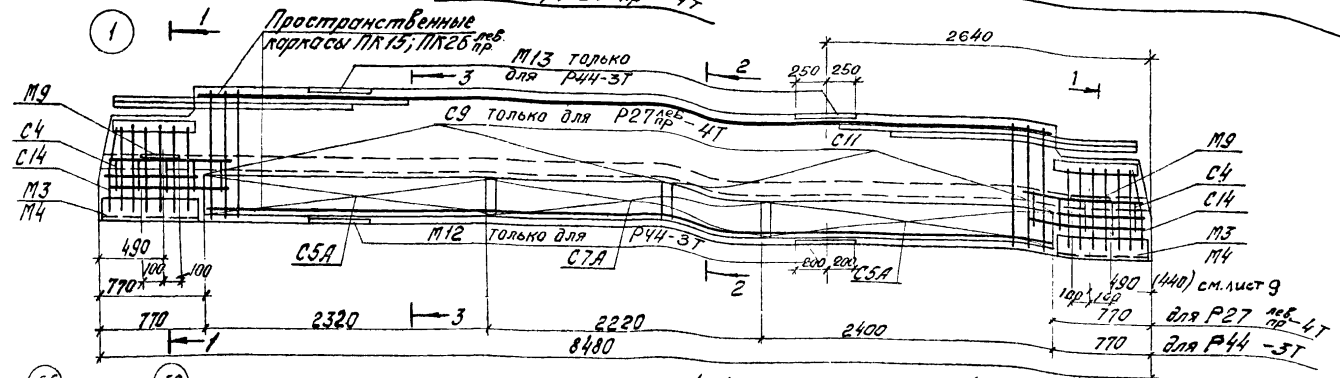 1
1
Пространственные
каркасы ПК15; ПК26 лев. пр.
М13 только
для Р44-3Т
3
2
2640
250 250
1
М9
С4
С14
М3
М4
С9 только для Р27 лев пр -4Т
С11
М9
С4
С14
М3
М4
490
100
100
770
С5А
М12 только для Р44-3Т
С7А
200 200
С5А
2
100 100
490 (440) см. лист 9
770
2320
3
2220
2400
770 для Р27 лев. пр -4Т
1
8480
770 для Р44 -3Т